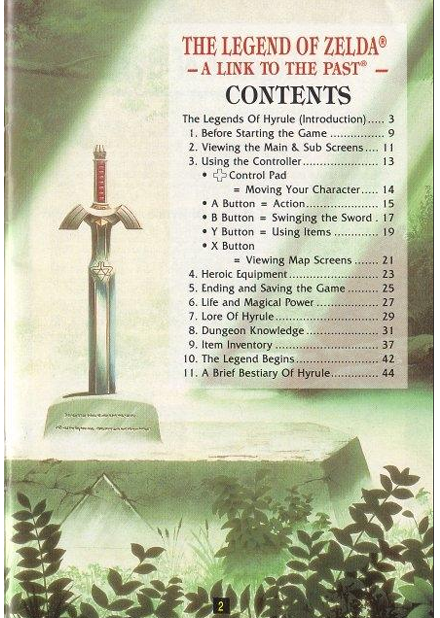 THE LEGEND OF ZELDA®
– A LINK TO THE PAST® –
CONTENTS
The Legends Of Hyrule (Introduction)..... 3
1. Before Starting the Game ................ 9
2. Viewing the Main & Sub Screens .... 11
3. Using the Controller ..................... 13
• Control Pad
= Moving Your Character ..... 14
• A Button = Action ..................... 15
• B Button = Swinging the Sword . 17
• Y Button = Using Items ............. 19
• X Button
= Viewing Map Screens ....... 21
4. Heroic Equipment ......................... 23
5. Ending and Saving the Game ......... 25
6. Life and Magical Power .................. 27
7. Lore Of Hyrule .............................. 29
8. Dungeon Knowledge ..................... 31
9. Item Inventory .............................. 37
10. The Legend Begins ........................ 42
11. A Brief Bestiary Of Hyrule .............. 44
2